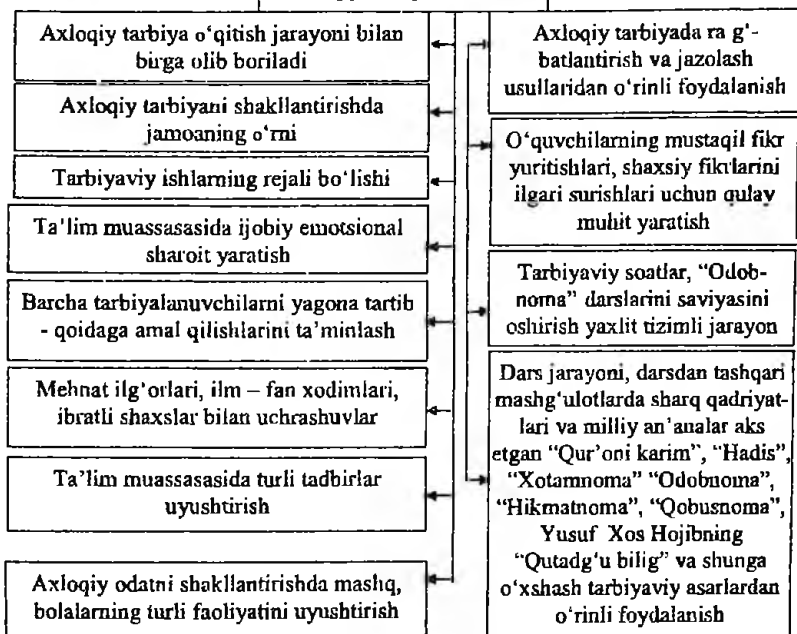 Axloqiy tarbiya o‘qitish jarayoni bilan
birga olib boriladi
Axloqiy tarbiyani shakllantirishda
jamoaning o‘rni
Tarbiyaviy ishlarning rejali bo‘lishi
Ta’lim muassasasida ijobiy emotsional
sharoit yaratish
Barcha tarbiyalanuvchilarni yagona tartib
- qoidaga amal qilishlarini ta’minlash
Mehnat ilg‘orlari, ilm – fan xodimlari,
ibratli shaxslar bilan uchrashuvlar
Ta’lim muassasasida turli tadbirlar
uyushtirish
Axloqiy odatni shakllantirishda mashq,
bolalarning turli faoliyatini uyushtirish
Axloqiy tarbiyada ra g‘-
batlantirish va jazolash
usullaridan o‘rinli foydalanish
O‘quvchilarning mustaqil fikr
yuritishlari, shaxsiy fikrlarini
ilgari surishlari uchun qulay
muhit yaratish
Tarbiyaviy soatlar, “Odob-
noma” darslarini saviyasini
oshirish yaxlit tizimli jarayon
Dars jarayoni, darsdan tashqari
mashg‘ulotlarda sharq qadriyat-
lari va milliy an’analar aks
etgan “Qur’oni karim”, “Hadis”,
“Xotamnoma” “Odobnoma”,
“Hikmatnoma”, “Qobusnoma”,
Yusuf Xos Hojibning
“Qutadg‘u bilig” va shunga
o‘xshash tarbiyaviy asarlardan
o‘rinli foydalanish